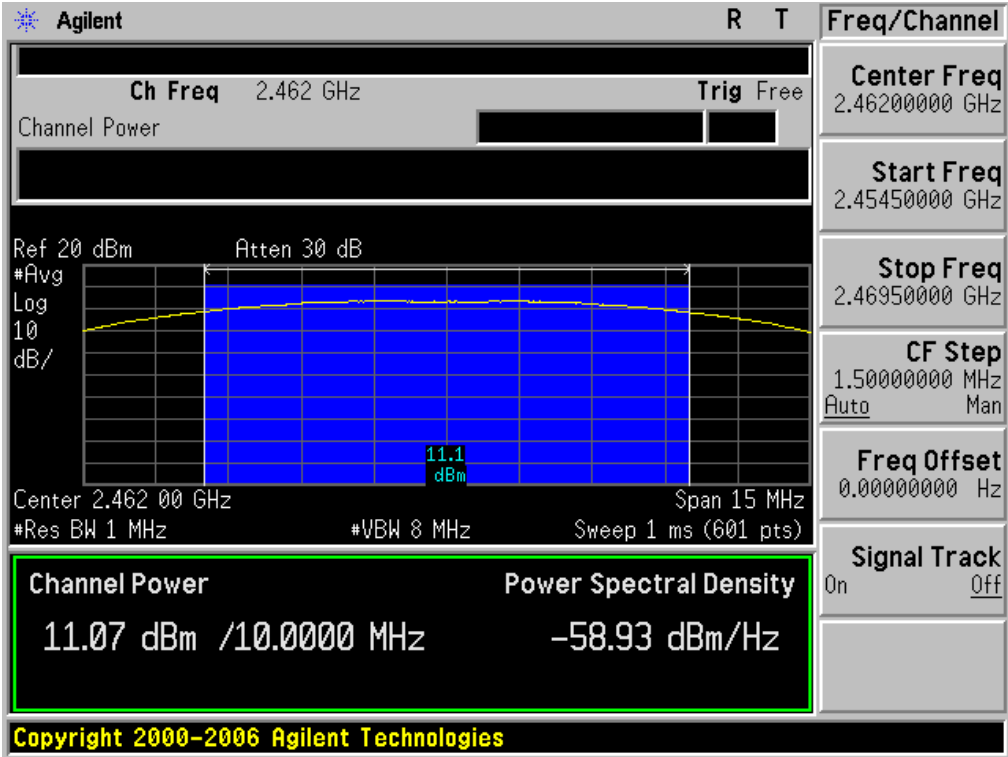 Agilent R T
Ch Freq 2.462 GHz Trig Free
Channel Power
Ref 20 dBm Atten 30 dB
#Avg
Log
10
dB/
11.1
dBm
Center 2.462 00 GHz Span 15 MHz
#Res BW 1 MHz #VBW 8 MHz Sweep 1 ms (601 pts)
Channel Power Power Spectral Density
11.07 dBm /10.0000 MHz -58.93 dBm/Hz
Copyright 2000-2006 Agilent Technologies
Freq/Channel
Center Freq
2.46200000 GHz
Start Freq
2.45450000 GHz
Stop Freq
2.46950000 GHz
CF Step
1.50000000 MHz
Auto Man
Freq Offset
0.00000000 Hz
Signal Track
On Off